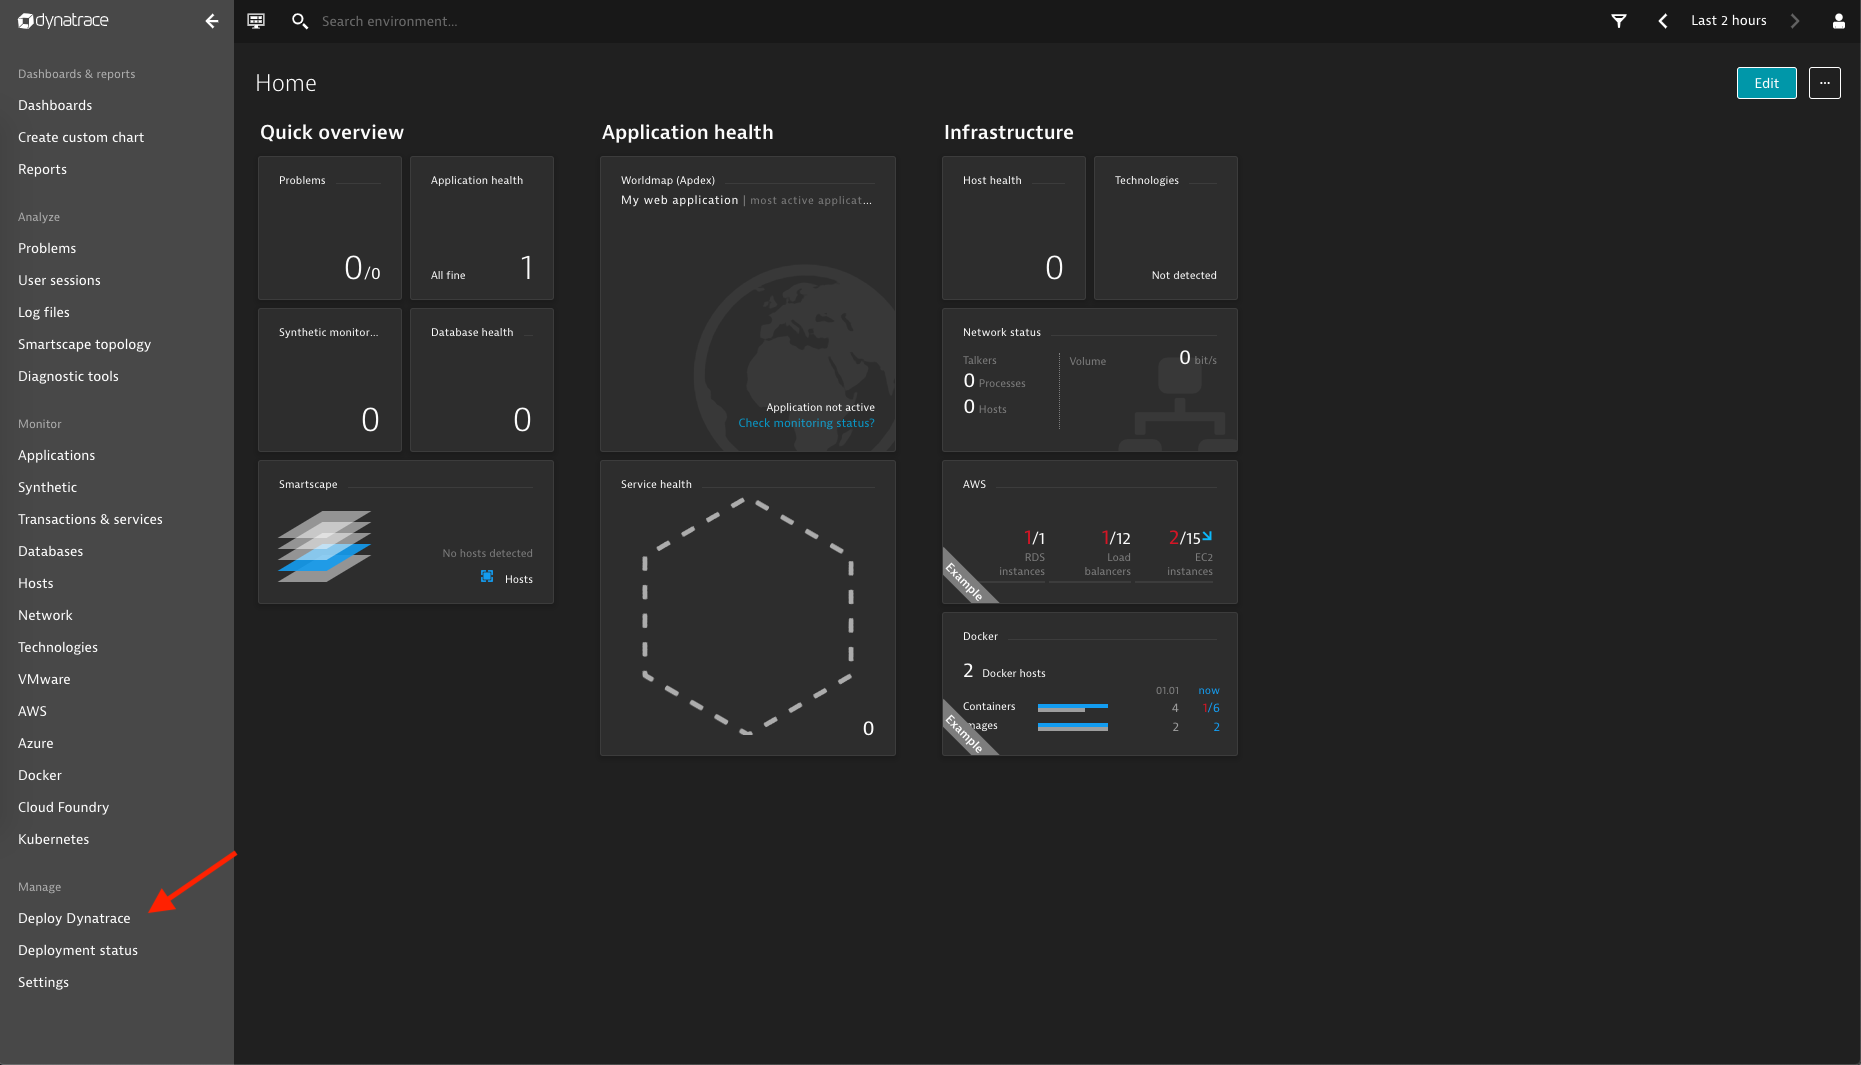 dynatrace
Search environment...
Last 2 hours
Dashboards & reports
Dashboards
Create custom chart
Reports
Analyze
Problems
User sessions
Log files
Smartscape topology
Diagnostic tools
Monitor
Applications
Synthetic
Transactions & services
Databases
Hosts
Network
Technologies
VMware
AWS
Azure
Docker
Cloud Foundry
Kubernetes
Manage
Deploy Dynatrace
Deployment status
Settings
Home
Edit
...
Quick overview
Problems
0/0
Application health
All fine 1
Synthetic monitor...
0
Database health
0
Smartscape
No hosts detected
Hosts
Application health
Worldmap (Apdex)
My web application | most active applicat...
Application not active
Check monitoring status?
Service health
0
Infrastructure
Host health
0
Technologies
Not detected
Network status
Talkers
0 Processes
0 Hosts
Volume 0 bit/s
AWS
1/1 1/12 2/15
RDS Load EC2
instances balancers instances
Example
Docker
2 Docker hosts
01.01 now
Containers 4 1/6
mages 2 2
Example